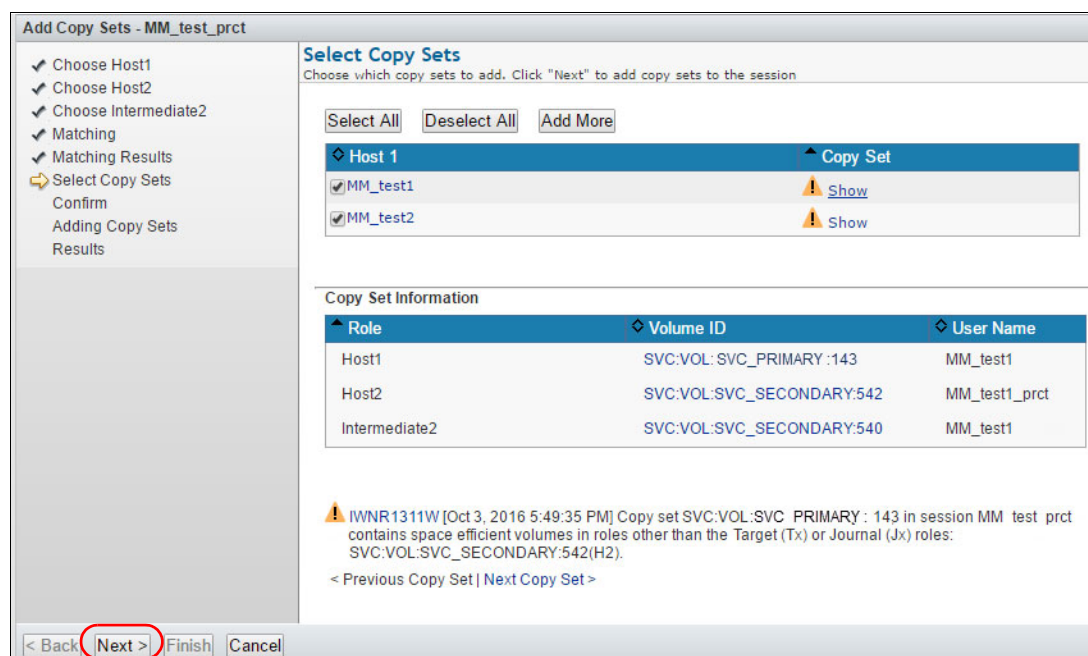 Add Copy Sets - MM_test_prct
Choose Host1
Choose Host2
Choose Intermediate2
Matching
Matching Results
Select Copy Sets
Confirm
Adding Copy Sets
Results
Select Copy Sets
Choose which copy sets to add. Click "Next" to add copy sets to the session
Select All Deselect All Add More
Host 1 Copy Set
MM_test1 Show
MM_test2 Show
Copy Set Information
Role Volume ID User Name
Host1 SVC:VOL: SVC_PRIMARY :143 MM_test1
Host2 SVC:VOL:SVC_SECONDARY:542 MM_test1_prct
Intermediate2 SVC:VOL:SVC_SECONDARY:540 MM_test1
IWNR1311W [Oct 3, 2016 5:49:35 PM] Copy set SVC:VOL:SVC PRIMARY : 143 in session MM test prct
contains space efficient volumes in roles other than the Target (Tx) or Journal (Jx) roles:
SVC:VOL:SVC_SECONDARY:542(H2).
< Previous Copy Set | Next Copy Set >
< Back Next > Finish Cancel